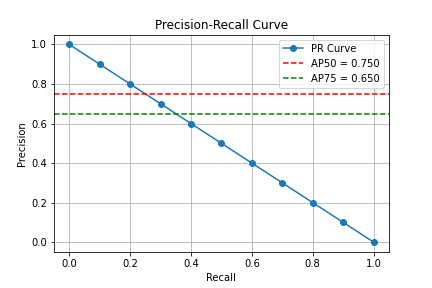 Precision-Recall Curve
PR Curve
AP50 = 0.750
AP75 = 0.650
Precision
1.0
0.8
0.6
0.4
0.2
0.0
0.0 0.2 0.4 0.6 0.8 1.0
Recall